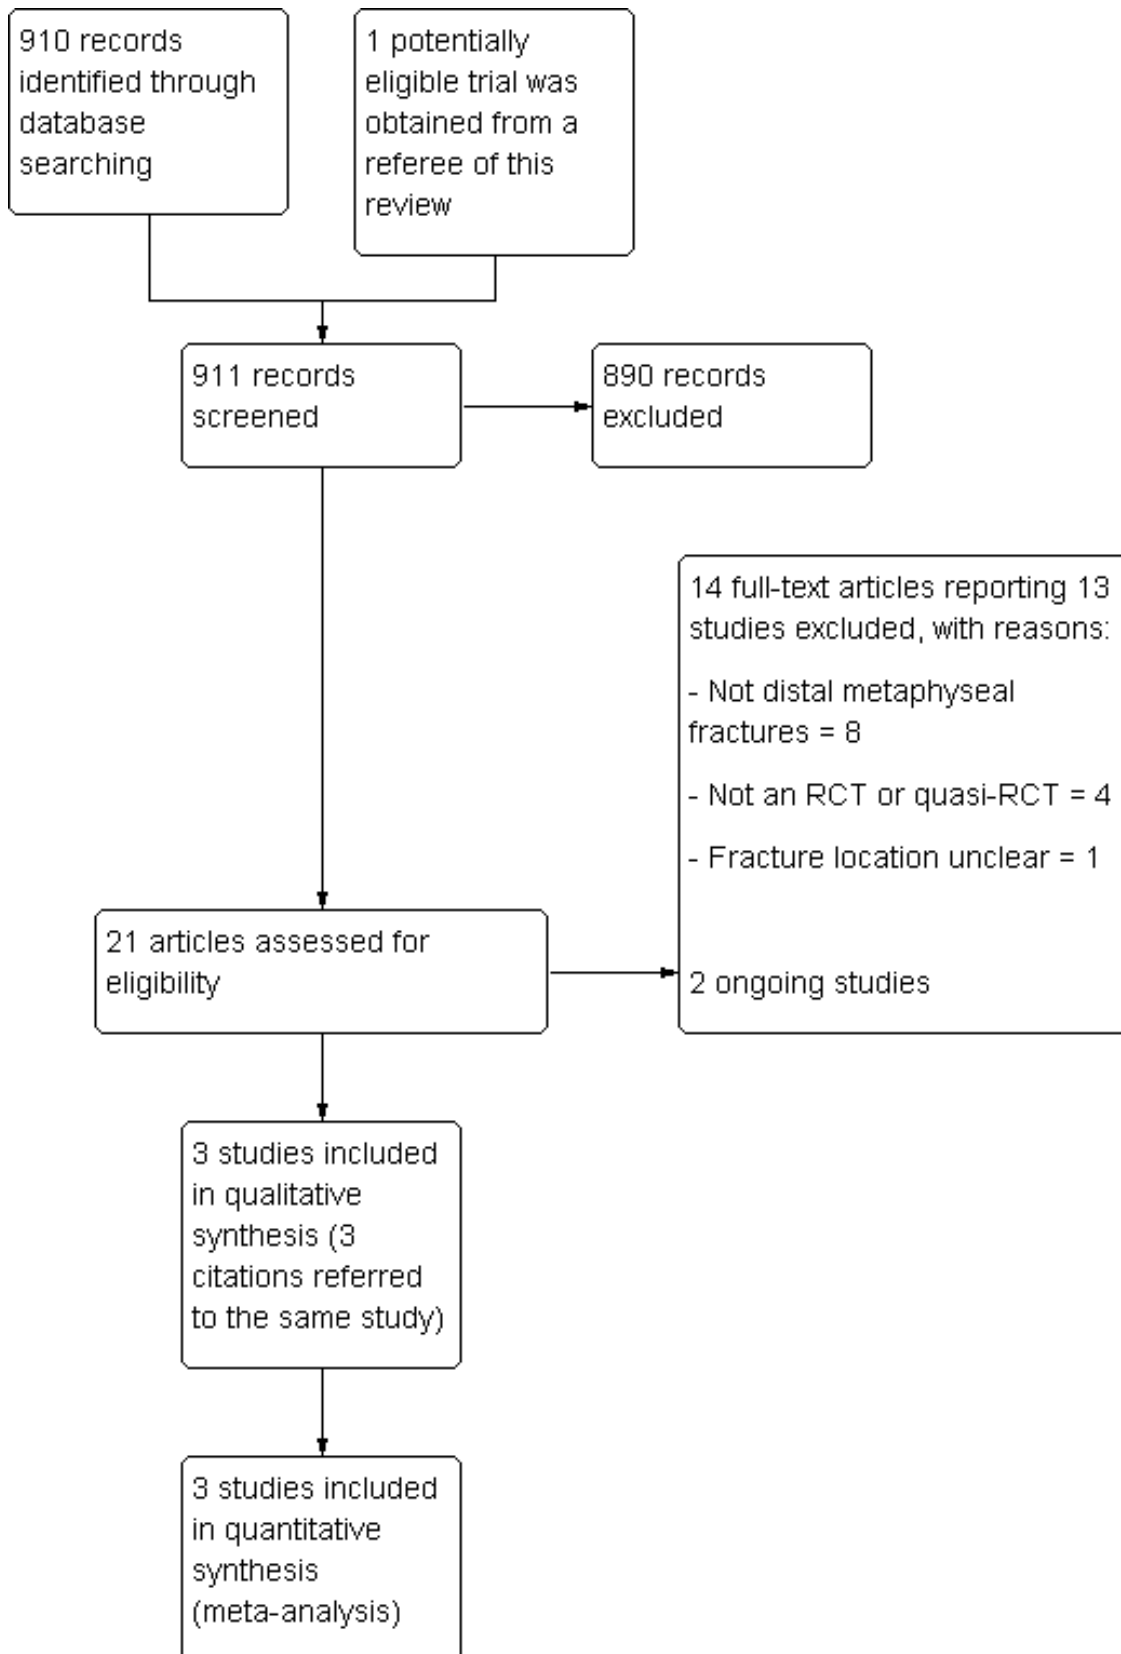 910 records
identified through
database
searching
1 potentially
eligible trial was
obtained from a
referee of this
review
911 records
screened
890 records
excluded
14 full-text articles reporting 13
studies excluded, with reasons:
- Not distal metaphyseal
fractures = 8
- Not an RCT or quasi-RCT = 4
- Fracture location unclear = 1
2 ongoing studies
21 articles assessed for
eligibility
3 studies included
in qualitative
synthesis (3
citations referred
to the same study)
3 studies included
in quantitative
synthesis
(meta-analysis)